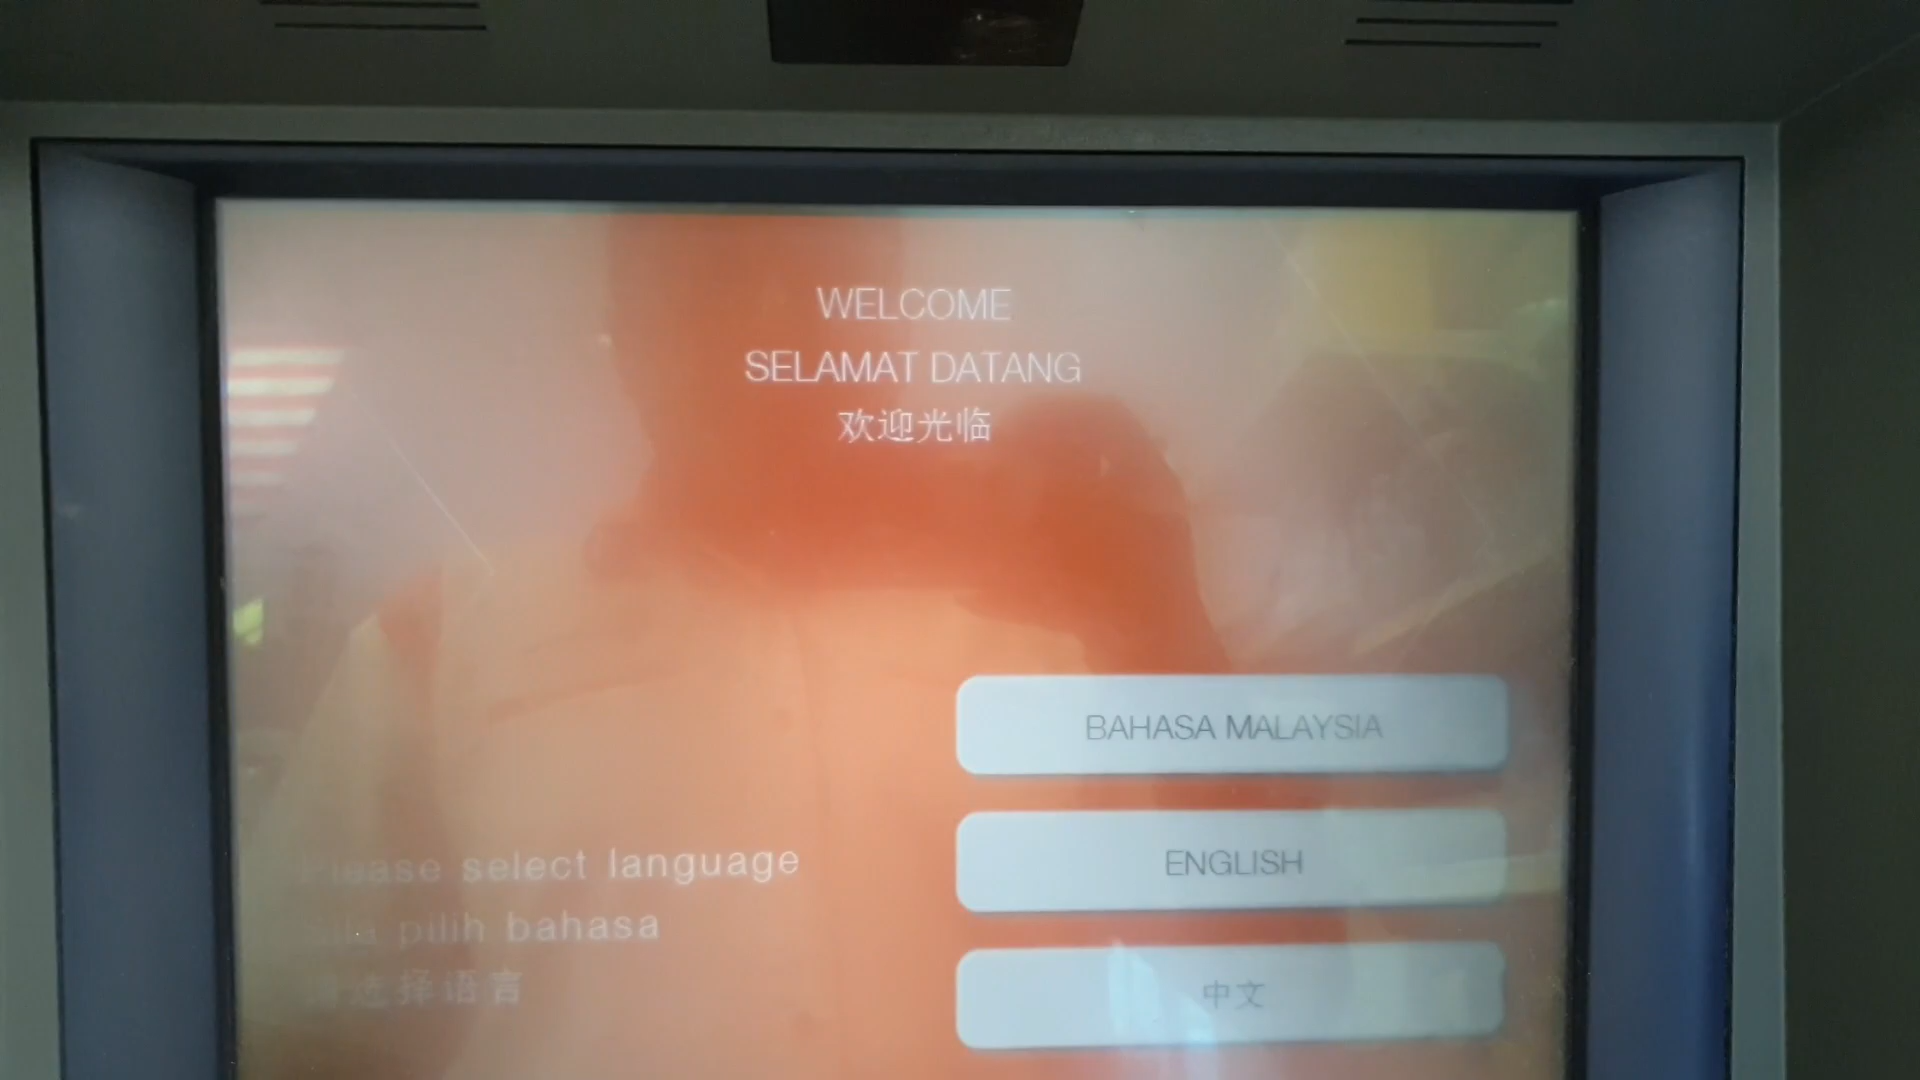 WELCOME
SELAMAT DATANG
欢迎光临
BAHASA MALAYSIA
Please select language
ENGLISH
Sila pilih bahasa
请选择语言
中文